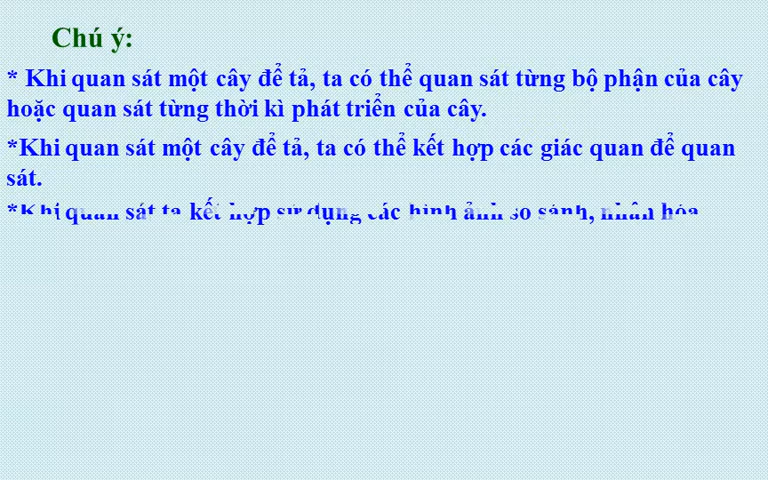 Chú ý:
* Khi quan sát một cây để tả, ta có thể quan sát từng bộ phận của cây
hoặc quan sát từng thời kì phát triển của cây.
*Khi quan sát một cây để tả, ta có thể kết hợp các giác quan để quan
sát.
*Khi quan sát ta kết hợp sử dụng các hình ảnh so sánh, nhân hóa